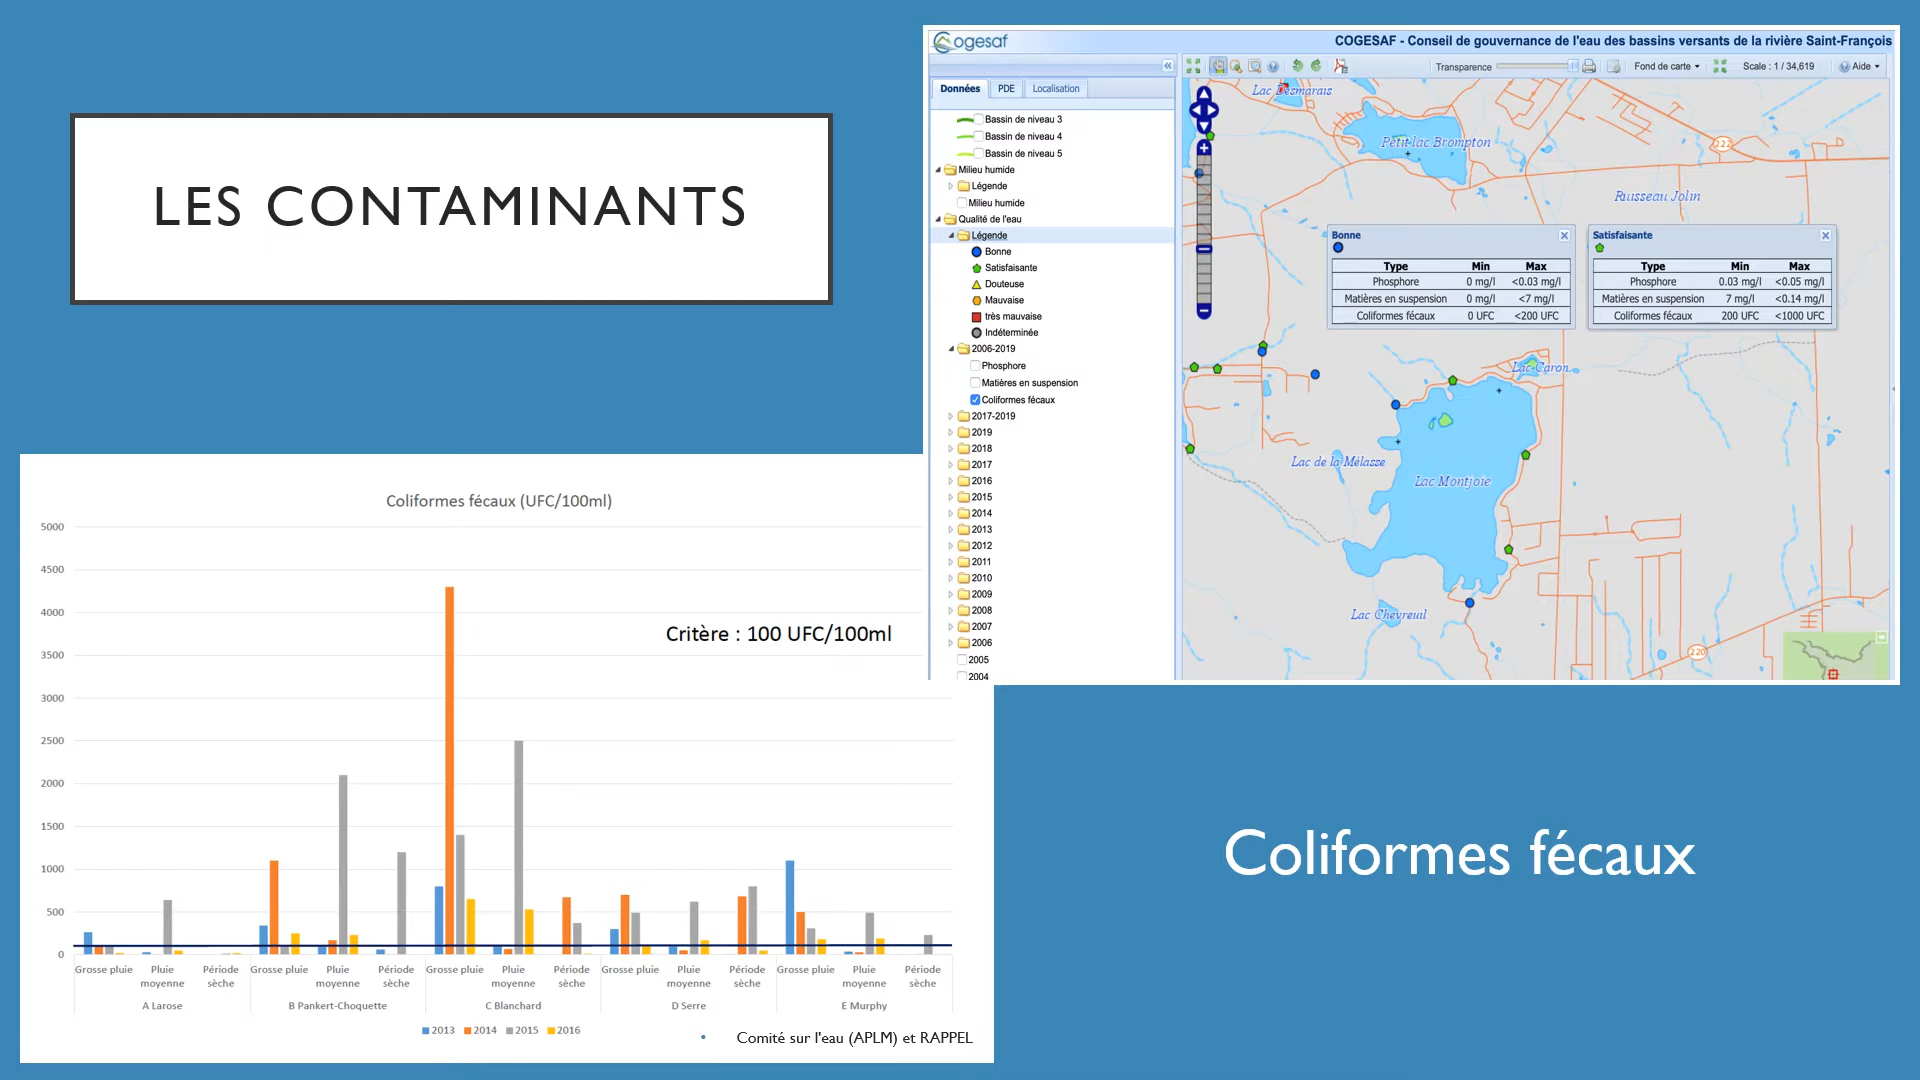 LES CONTAMINANTS
Cogesaf
COGESAF - Conseil de gouvernance de l'eau des bassins versants de la rivière Saint-François
Transparence
Fond de carte
Scale : 1 / 34,619
Aide
Données
PDE
Localisation
Bassin de niveau 3
Bassin de niveau 4
Bassin de niveau 5
Milieu humide
Légende
Milieu humide
Qualité de l'eau
Légende
Bonne
Satisfaisante
Douteuse
Mauvaise
très mauvaise
Indéterminée
2006-2019
Phosphore
Matières en suspension
Coliformes fécaux
2017-2019
2019
2018
2017
2016
2015
2014
2013
2012
2011
2010
2009
2008
2007
2006
2005
2004
Lac Desmarais
Petit lac Brompton
222
Ruisseau Jolin
Bonne
Type Min Max
Phosphore 0 mg/l <0.03 mg/l
Matières en suspension 0 mg/l <7 mg/l
Coliformes fécaux 0 UFC <200 UFC
Satisfaisante
Type Min Max
Phosphore 0.03 mg/l <0.05 mg/l
Matières en suspension 7 mg/l <0.14 mg/l
Coliformes fécaux 200 UFC <1000 UFC
Lac Caron
Lac de la Mélasse
Lac Montjoie
Lac Chevreuil
220
Coliformes fécaux (UFC/100ml)
5000
4500
4000
3500
3000
2500
2000
1500
1000
500
0
Critère : 100 UFC/100ml
Grosse pluie Pluie moyenne Période sèche Grosse pluie Pluie moyenne Période sèche Grosse pluie Pluie moyenne Période sèche Grosse pluie Pluie moyenne Période sèche Grosse pluie Pluie moyenne Période sèche
A Larose B Pankert-Choquette C Blanchard D Serre E Murphy
2013 2014 2015 2016
• Comité sur l'eau (APLM) et RAPPEL
Coliformes fécaux